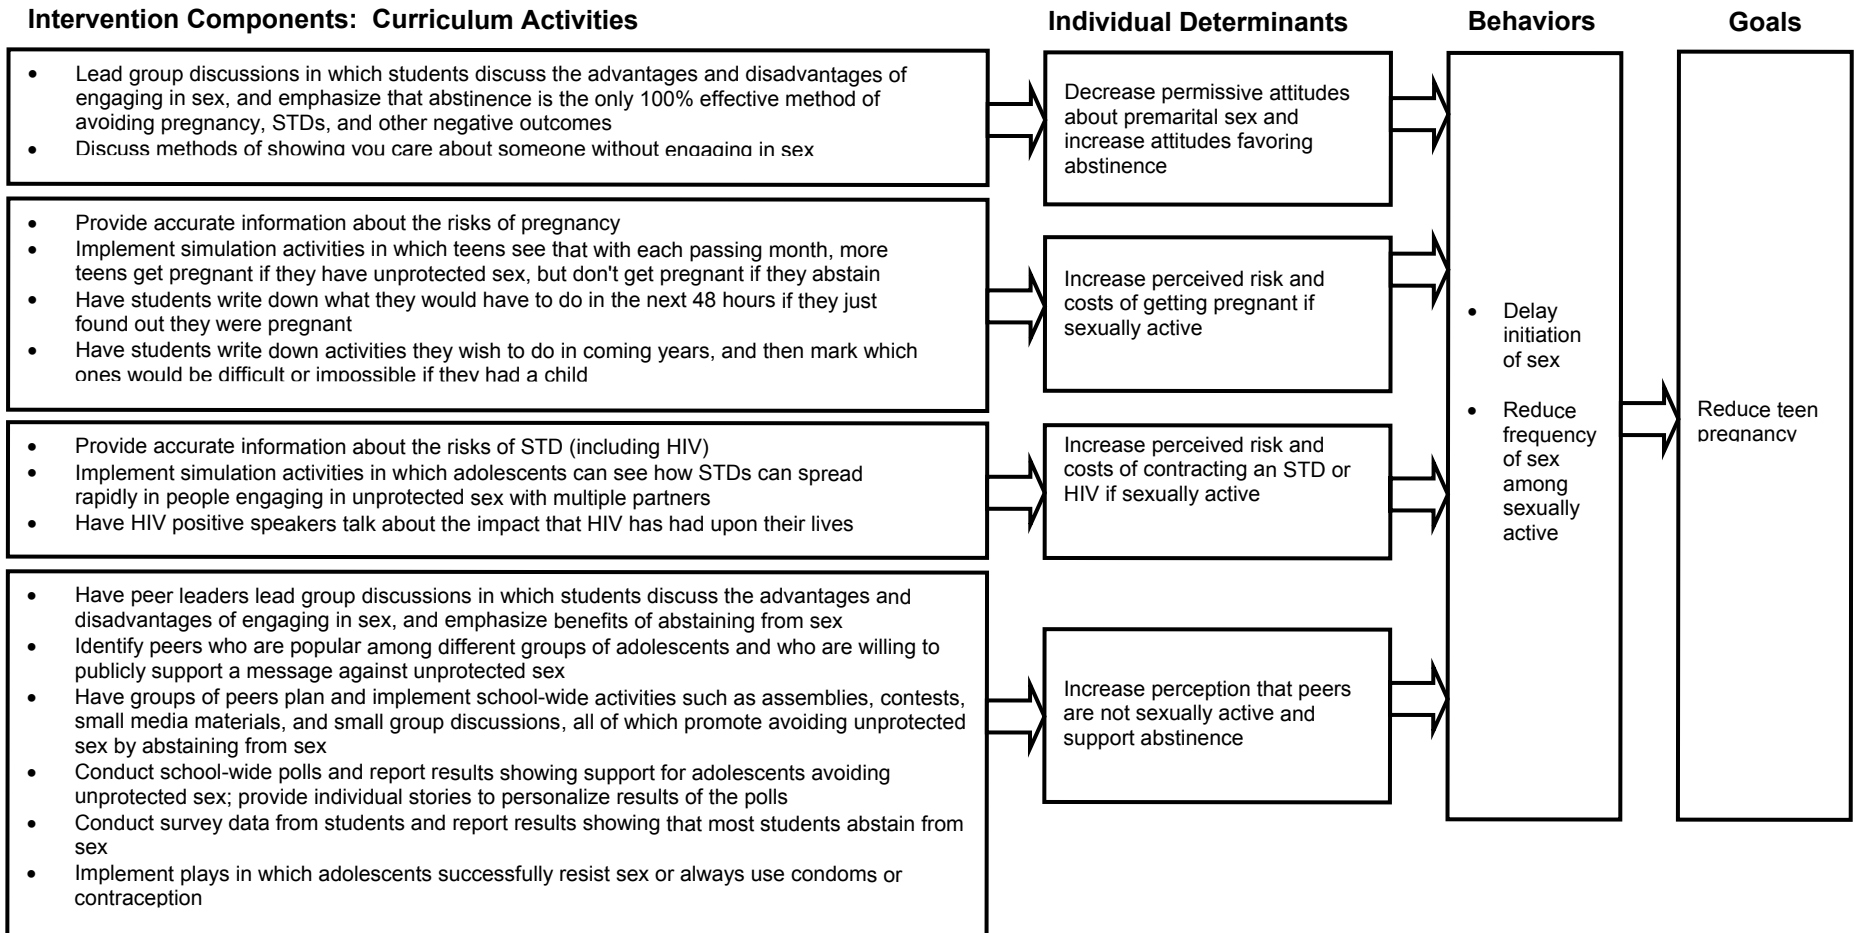 Intervention Components: Curriculum Activities
• Lead group discussions in which students discuss the advantages and disadvantages of
engaging in sex, and emphasize that abstinence is the only 100% effective method of
avoiding pregnancy, STDs, and other negative outcomes
• Discuss methods of showing you care about someone without engaging in sex
• Provide accurate information about the risks of pregnancy
• Implement simulation activities in which teens see that with each passing month, more
teens get pregnant if they have unprotected sex, but don't get pregnant if they abstain
• Have students write down what they would have to do in the next 48 hours if they just
found out they were pregnant
• Have students write down activities they wish to do in coming years, and then mark which
ones would be difficult or impossible if they had a child
• Provide accurate information about the risks of STD (including HIV)
• Implement simulation activities in which adolescents can see how STDs can spread
rapidly in people engaging in unprotected sex with multiple partners
• Have HIV positive speakers talk about the impact that HIV has had upon their lives
• Have peer leaders lead group discussions in which students discuss the advantages and
disadvantages of engaging in sex, and emphasize benefits of abstaining from sex
• Identify peers who are popular among different groups of adolescents and who are willing to
publicly support a message against unprotected sex
• Have groups of peers plan and implement school-wide activities such as assemblies, contests,
small media materials, and small group discussions, all of which promote avoiding unprotected
sex by abstaining from sex
• Conduct school-wide polls and report results showing support for adolescents avoiding
unprotected sex; provide individual stories to personalize results of the polls
• Conduct survey data from students and report results showing that most students abstain from
sex
• Implement plays in which adolescents successfully resist sex or always use condoms or
contraception
Individual Determinants
Decrease permissive attitudes
about premarital sex and
increase attitudes favoring
abstinence
Increase perceived risk and
costs of getting pregnant if
sexually active
Increase perceived risk and
costs of contracting an STD or
HIV if sexually active
Increase perception that peers
are not sexually active and
support abstinence
Behaviors
• Delay
initiation
of sex
• Reduce
frequency
of sex
among
sexually
active
Goals
Reduce teen
pregnancy